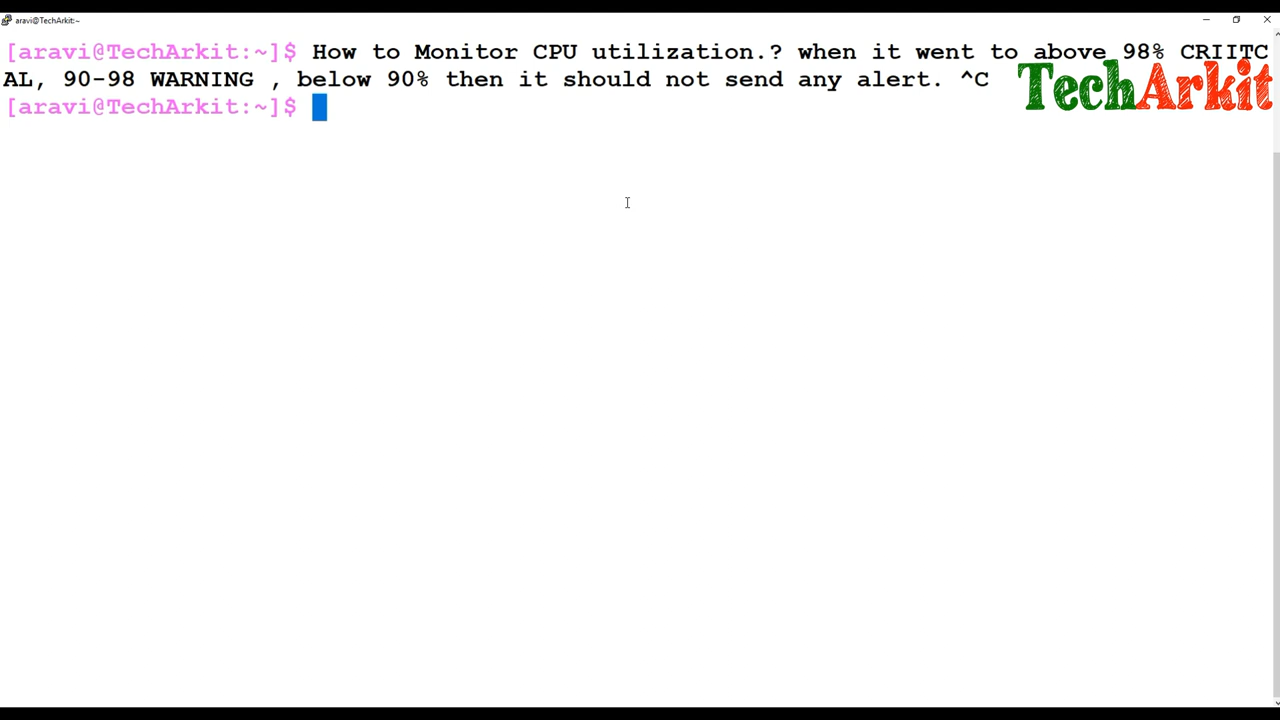 aravi@TechArkit:~
[aravi@TechArkit:~]$ How to Monitor CPU utilization.? when it went to above 98% CRIITC
AL, 90-98 WARNING , below 90% then it should not send any alert. ^C
TechArkit
[aravi@TechArkit:~]$